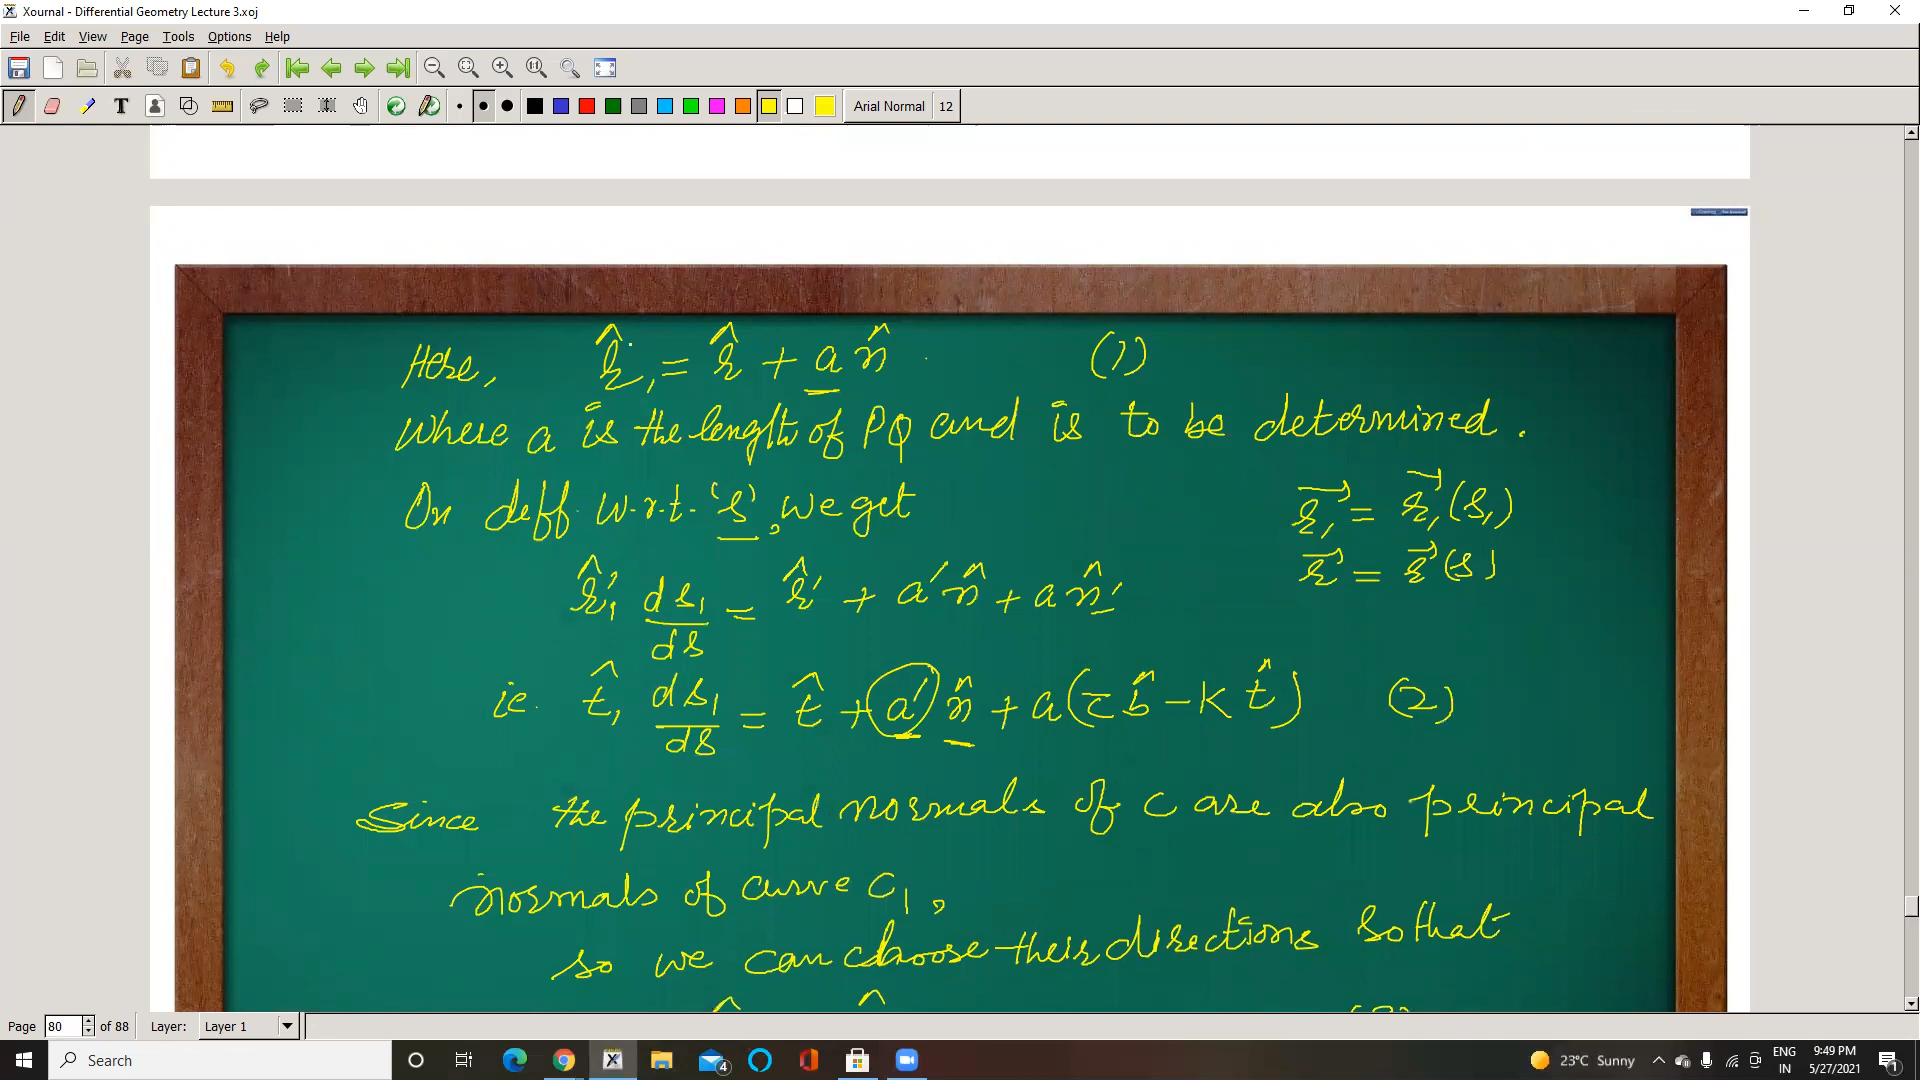 Xournal - Differential Geometry Lecture 3.xoj
File Edit View Page Tools Options Help
Arial Normal 12
Here, r̂₁ = r̂ + a n̂ (1)
Where a is the length of PQ and is to be determined.
On deff. w.r.t. 's', we get
r⃗₁ = r⃗₁(s₁)
r⃗ = r⃗(s)
r̂₁' ds₁/ds = r̂' + a'n̂ + a n̂'
ie. t̂₁ ds₁/ds = t̂ + a' n̂ + a(τ b̂ - K t̂) (2)
Since the principal normals of C are also principal
normals of curve C₁,
so we can choose their directions so that
Page 80 of 88 Layer: Layer 1
Search
4
23°C Sunny
ENG
IN
9:49 PM
5/27/2021
1